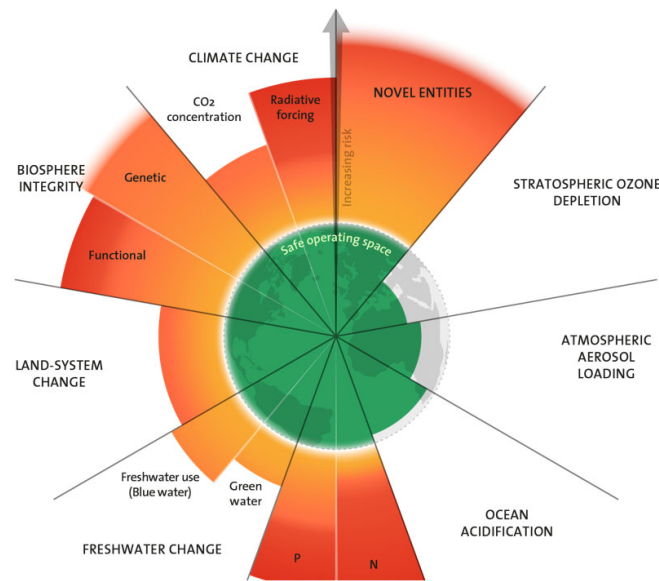 CLIMATE CHANGE
CO2
concentration
Radiative
forcing
Increasing risk
NOVEL ENTITIES
STRATOSPHERIC OZONE
DEPLETION
ATMOSPHERIC
AEROSOL
LOADING
OCEAN
ACIDIFICATION
N
P
FRESHWATER CHANGE
Green
water
Freshwater use
(Blue water)
LAND-SYSTEM
CHANGE
BIOSPHERE
INTEGRITY
Functional
Genetic
Safe operating space